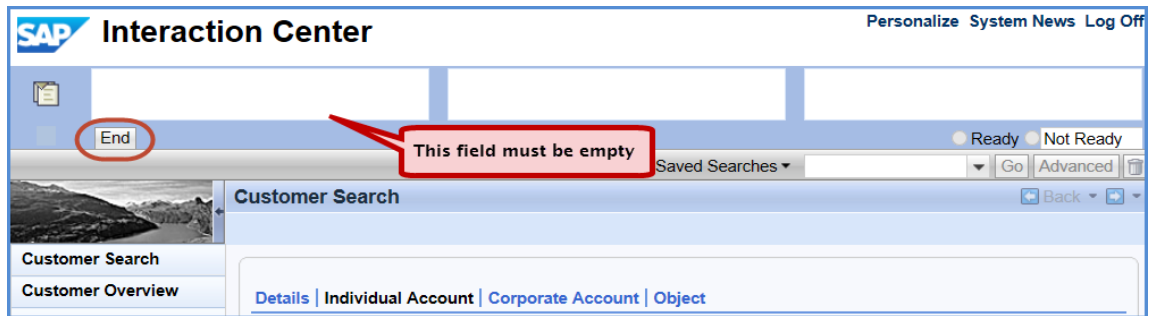 SAP Interaction Center Personalize System News Log Off
End
This field must be empty
Ready Not Ready
Saved Searches Go Advanced
Customer Search Back
Customer Search
Customer Overview
Details | Individual Account | Corporate Account | Object